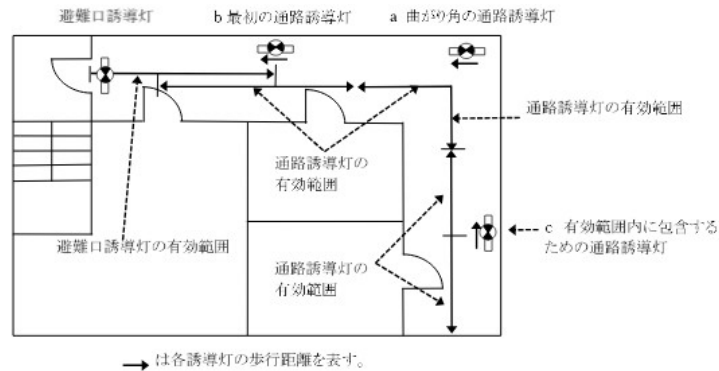 避難口誘導灯
b 最初の通路誘導灯
a 曲がり角の通路誘導灯
通路誘導灯の有効範囲
通路誘導灯の
有効範囲
避難口誘導灯の有効範囲
c 有効範囲内に包含する
ための通路誘導灯
通路誘導灯の
有効範囲
は各誘導灯の歩行距離を表す。